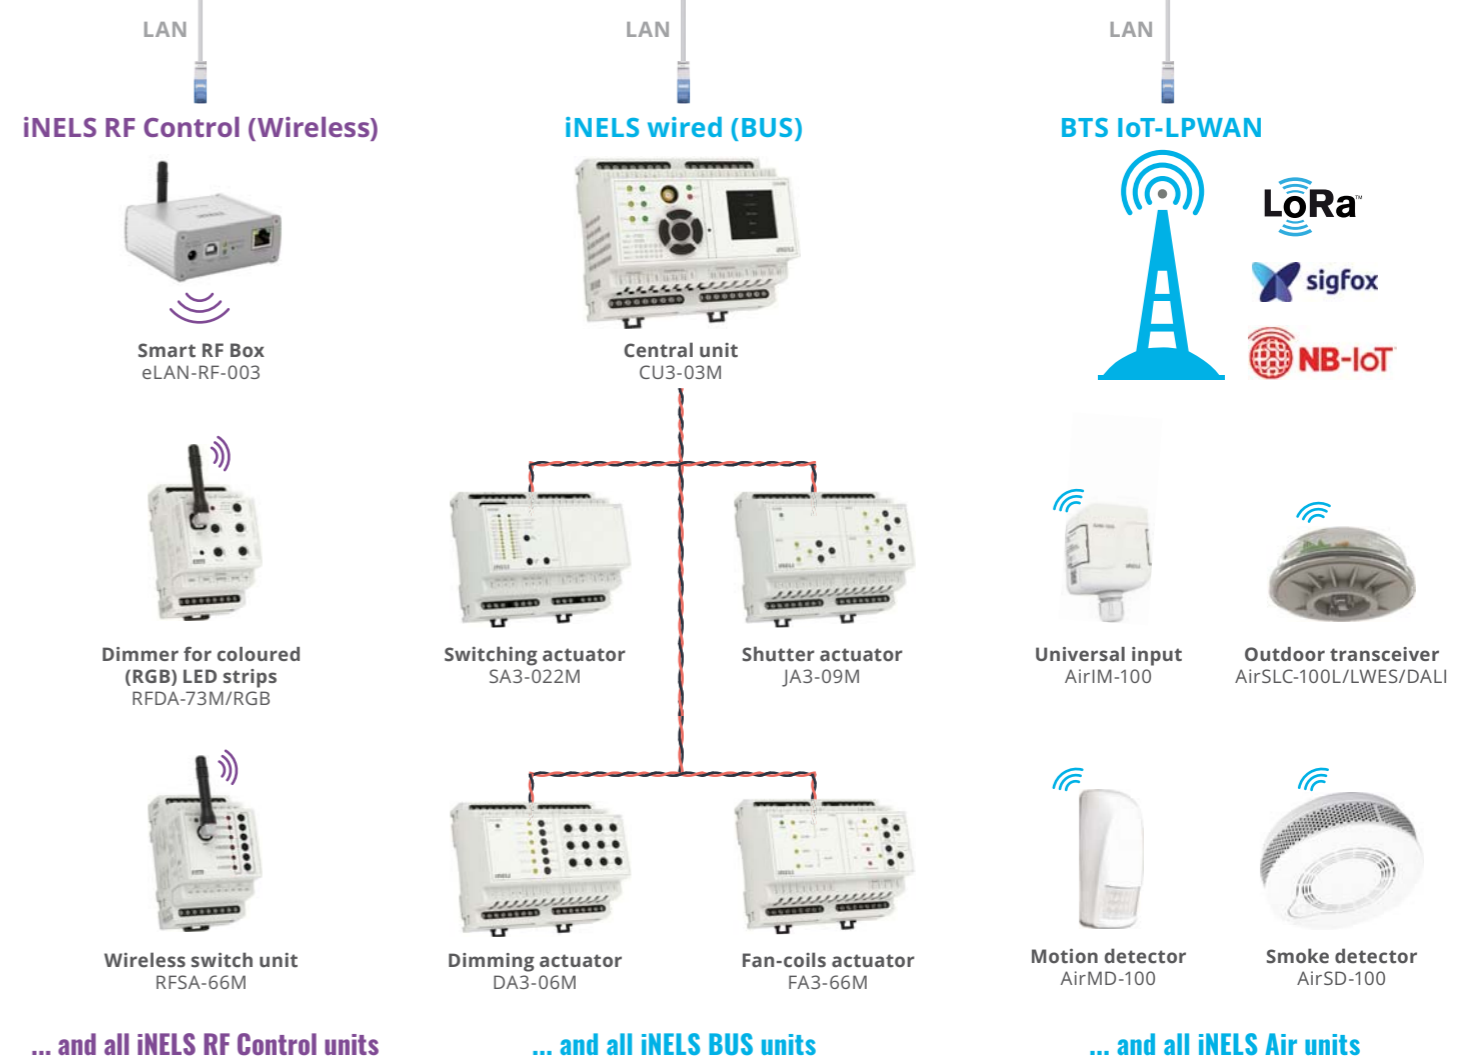 LAN
LAN
LAN
iNELS RF Control (Wireless)
iNELS wired (BUS)
BTS IoT-LPWAN
LoRa™
sigfox
NB-IoT
Smart RF Box
eLAN-RF-003
Central unit
CU3-03M
Dimmer for coloured
(RGB) LED strips
RFDA-73M/RGB
Switching actuator
SA3-022M
Shutter actuator
JA3-09M
Universal input
AirIM-100
Outdoor transceiver
AirSLC-100L/LWES/DALI
Wireless switch unit
RFSA-66M
Dimming actuator
DA3-06M
Fan-coils actuator
FA3-66M
Motion detector
AirMD-100
Smoke detector
AirSD-100
... and all iNELS RF Control units
... and all iNELS BUS units
... and all iNELS Air units